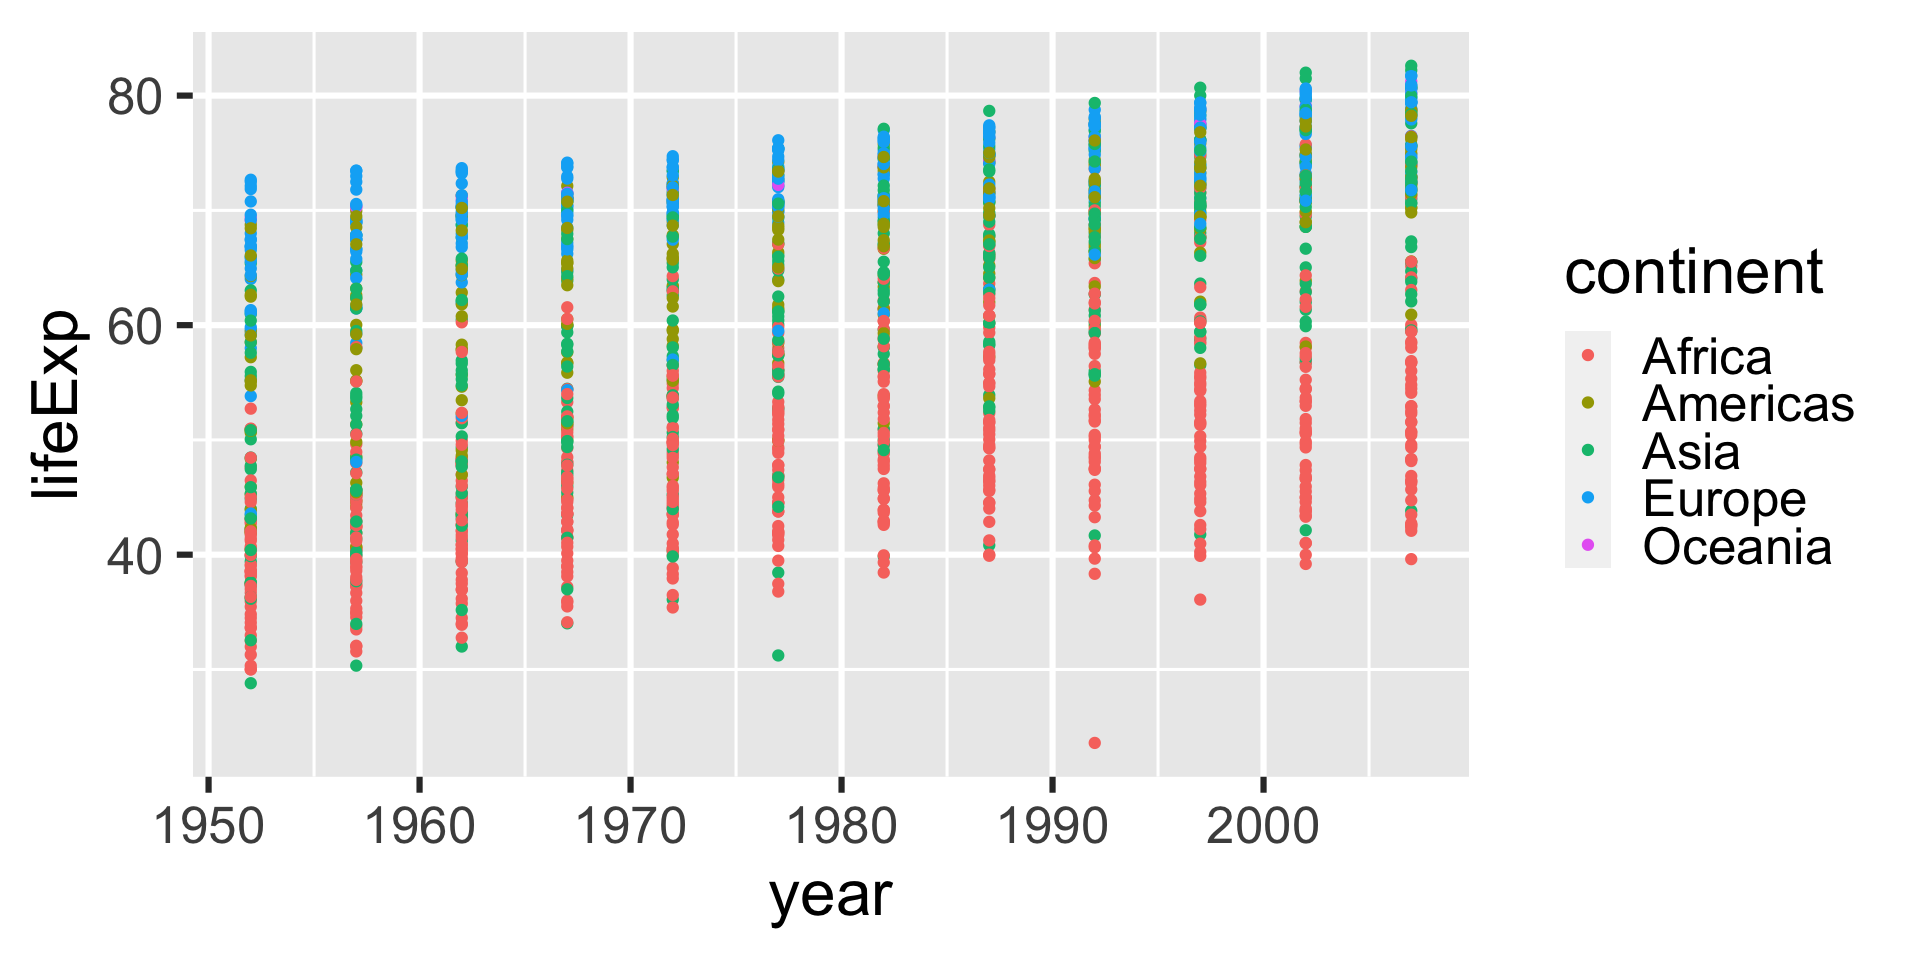 80
60
40
lifeExp
1950 1960 1970 1980 1990 2000
year
continent
Africa
Americas
Asia
Europe
Oceania